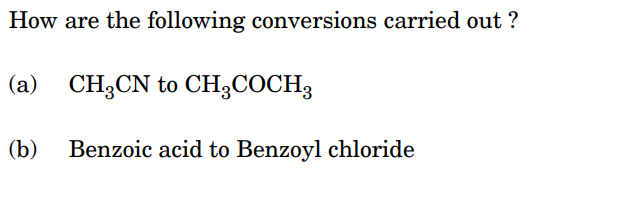 How are the following conversions carried out ?
(a) CH₃CN to CH₃COCH₃
(b) Benzoic acid to Benzoyl chloride